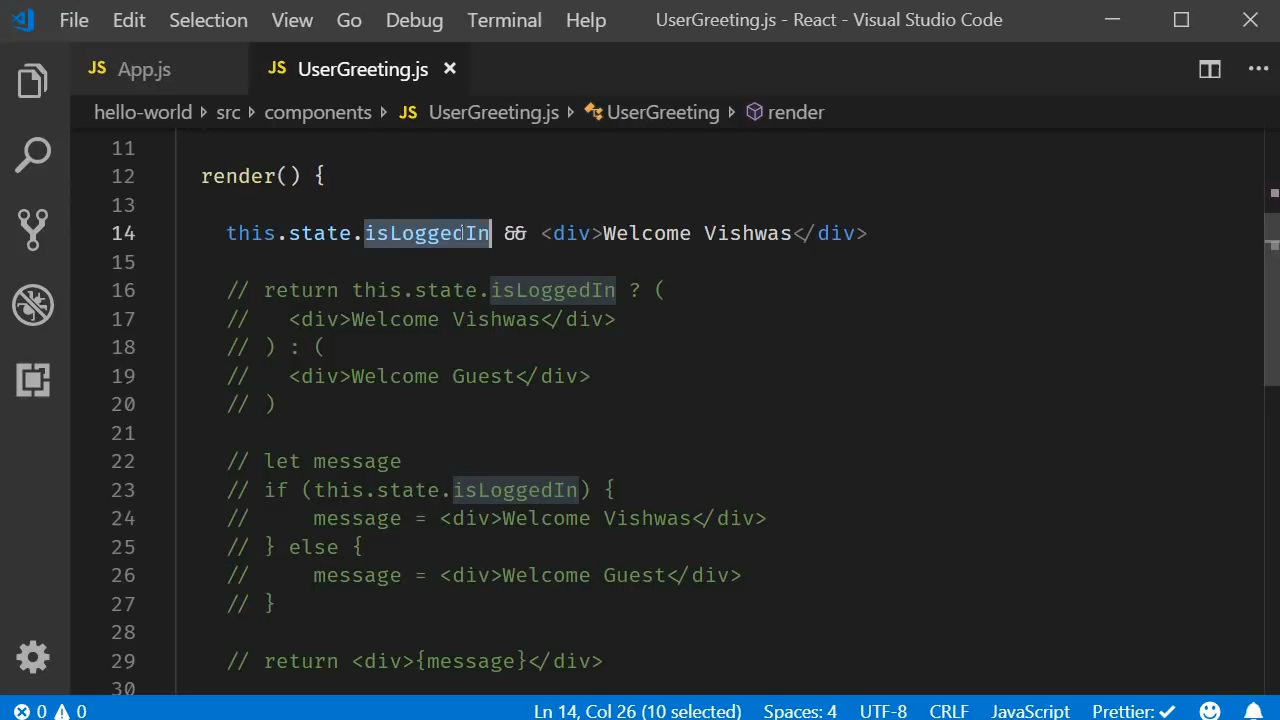 File Edit Selection View Go Debug Terminal Help UserGreeting.js - React - Visual Studio Code
JS App.js JS UserGreeting.js
hello-world src components JS UserGreeting.js UserGreeting render
11
12 render() {
13
14 this.state.isLoggedIn && <div>Welcome Vishwas</div>
15
16 // return this.state.isLoggedIn ? (
17 // <div>Welcome Vishwas</div>
18 // ) : (
19 // <div>Welcome Guest</div>
20 // )
21
22 // let message
23 // if (this.state.isLoggedIn) {
24 // message = <div>Welcome Vishwas</div>
25 // } else {
26 // message = <div>Welcome Guest</div>
27 // }
28
29 // return <div>{message}</div>
30
0 0 Ln 14, Col 26 (10 selected) Spaces: 4 UTF-8 CRLF JavaScript Prettier: ✓